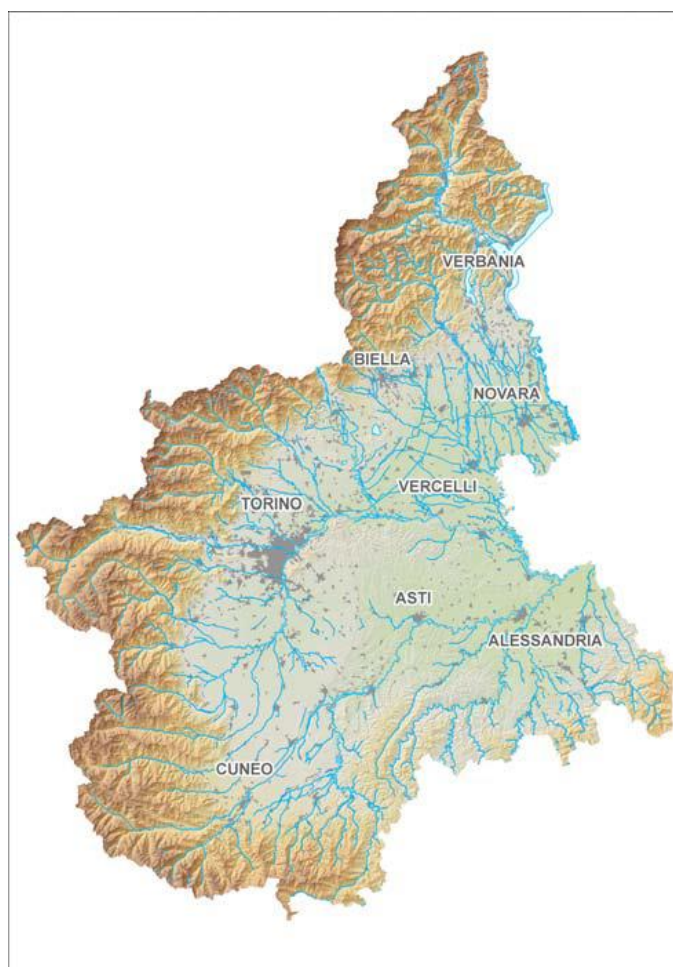 VERBANIA
BIELLA
NOVARA
VERCELLI
TORINO
ASTI
ALESSANDRIA
CUNEO